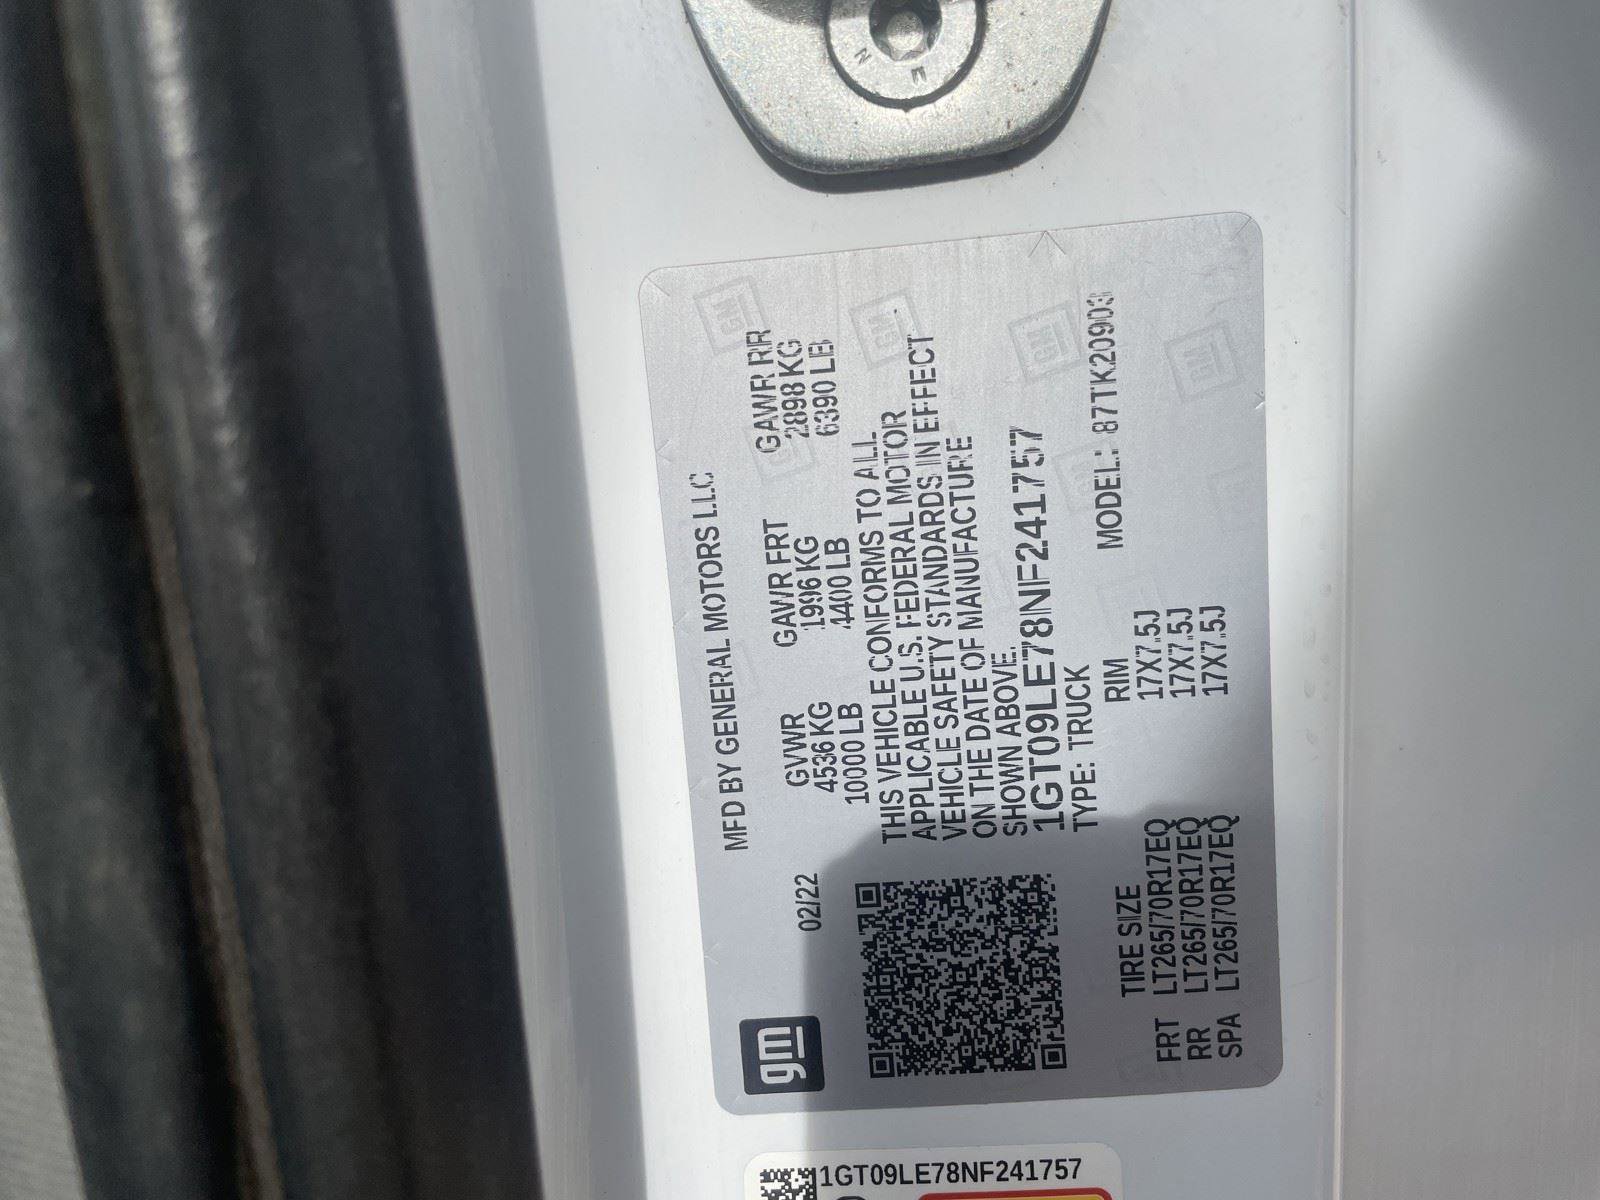 MFD BY GENERAL MOTORS LLC
gm
02/22 GVWR GAWR FRT GAWR RR
4536 KG 1996 KG 2898 KG
10000 LB 4400 LB 6390 LB
THIS VEHICLE CONFORMS TO ALL
APPLICABLE U.S. FEDERAL MOTOR
VEHICLE SAFETY STANDARDS IN EFFECT
ON THE DATE OF MANUFACTURE
SHOWN ABOVE.
1GT09LE78NF241757
TYPE: TRUCK MODEL: 87TK20903
TIRE SIZE RIM
FRT LT265/70R17EQ 17X7.5J
RR LT265/70R17EQ 17X7.5J
SPA LT265/70R17EQ 17X7.5J
1GT09LE78NF241757